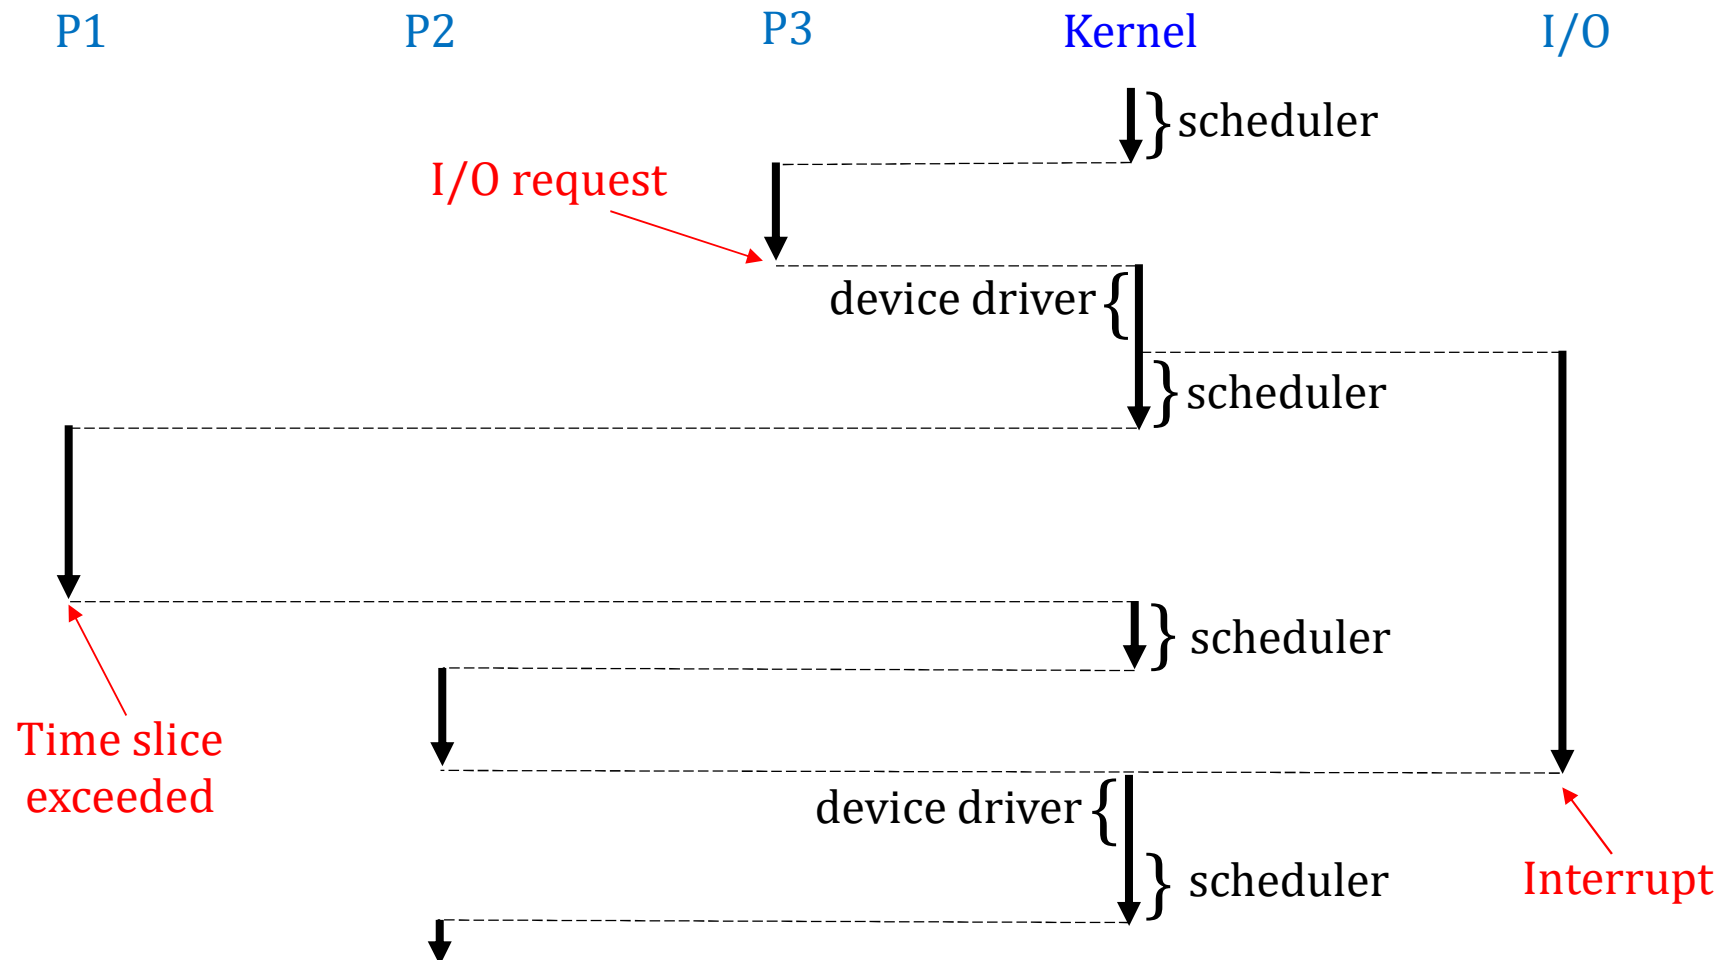 P1 P2 P3 Kernel I/O
scheduler
I/O request
device driver
scheduler
scheduler
Time slice
exceeded
device driver
scheduler
Interrupt